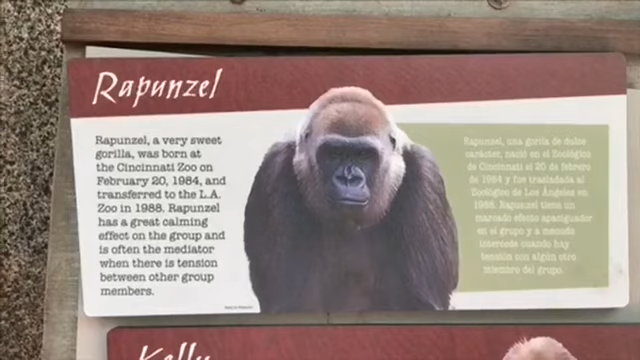 Rapunzel
Rapunzel, a very sweet
gorilla, was born at
the Cincinnati Zoo on
February 20, 1984, and
transferred to the L.A.
Zoo in 1988. Rapunzel
has a great calming
effect on the group and
is often the mediator
when there is tension
between other group
members.
Rapunzel, una gorila de dulce
carácter, nació en el Zoológico
de Cincinnati el 20 de febrero
de 1984 y fue trasladada al
Zoológico de Los Ángeles en
1988. Rapunzel tiene un
marcado efecto apaciguador
en el grupo y a menudo
intercede cuando hay
tensión con algún otro
miembro del grupo.
Kelly